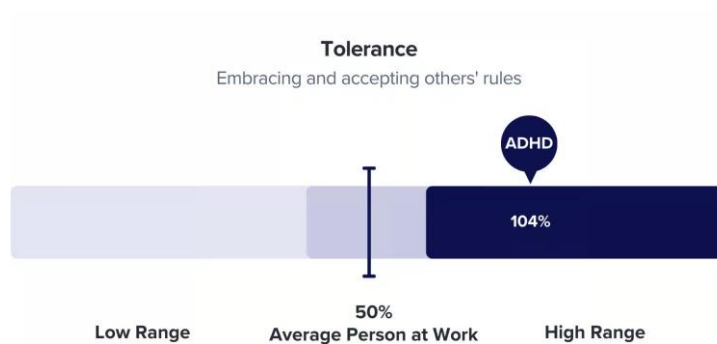 Tolerance
Embracing and accepting others' rules
ADHD
104%
50%
Low Range
Average Person at Work
High Range